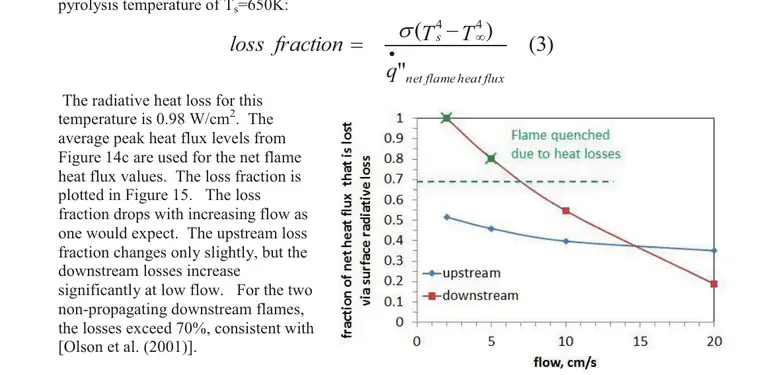 pyrolysis temperature of Ts=650K:
loss fraction = σ(T⁴s − T⁴∞) / q̇"net flame heat flux (3)
The radiative heat loss for this
temperature is 0.98 W/cm². The
average peak heat flux levels from
Figure 14c are used for the net flame
heat flux values. The loss fraction is
plotted in Figure 15. The loss
fraction drops with increasing flow as
one would expect. The upstream loss
fraction changes only slightly, but the
downstream losses increase
significantly at low flow. For the two
non-propagating downstream flames,
the losses exceed 70%, consistent with
[Olson et al. (2001)].
fraction of net heat flux that is lost
via surface radiative loss
1
0.9
0.8
0.7
0.6
0.5
0.4
0.3
0.2
0.1
0
Flame quenched
due to heat losses
upstream
downstream
0 5 10 15 20
flow, cm/s